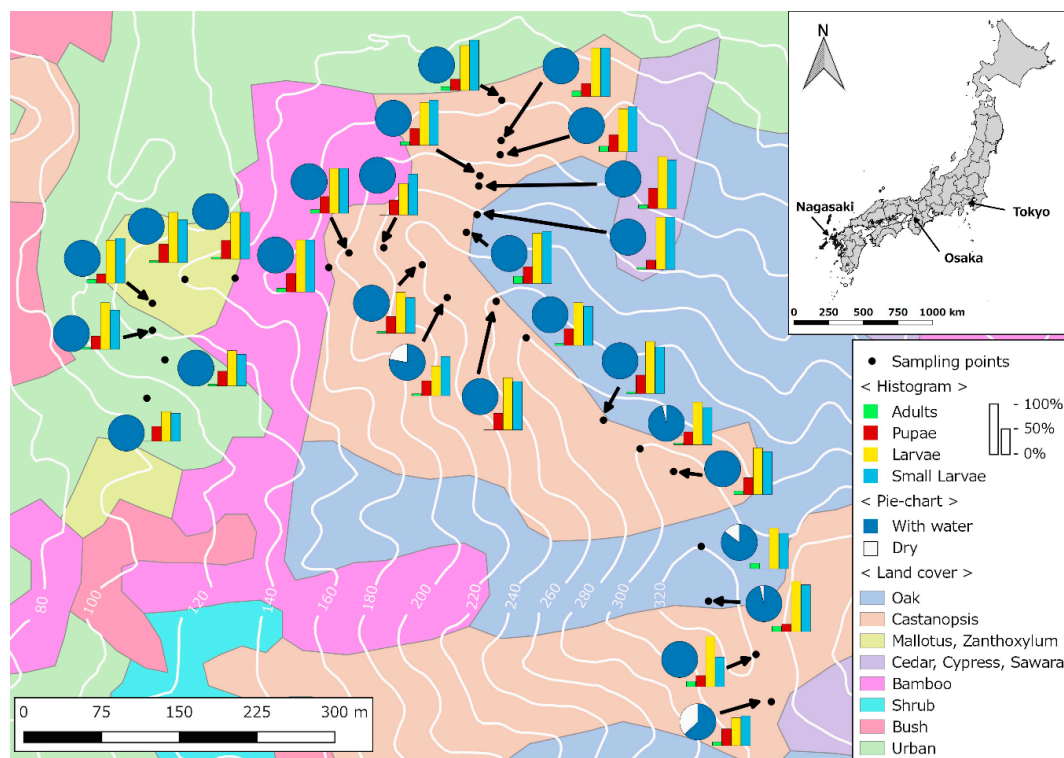 N
Nagasaki
Tokyo
Osaka
0 250 500 750 1000 km
Sampling points
< Histogram >
Adults
Pupae
Larvae
Small Larvae
- 100%
- 50%
- 0%
< Pie-chart >
With water
Dry
< Land cover >
Oak
Castanopsis
Mallotus, Zanthoxylum
Cedar, Cypress, Sawara
Bamboo
Shrub
Bush
Urban
80 100 120 140 160 180 200 220 240 260 280 300 320
0 75 150 225 300 m